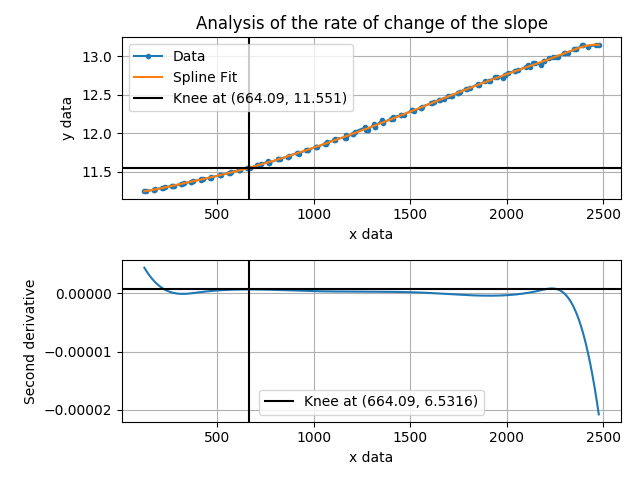 Analysis of the rate of change of the slope
Data
Spline Fit
Knee at (664.09, 11.551)
13.0
12.5
12.0
11.5
y data
500 1000 1500 2000 2500
x data
0.00000
−0.00001
−0.00002
Second derivative
Knee at (664.09, 6.5316)
500 1000 1500 2000 2500
x data